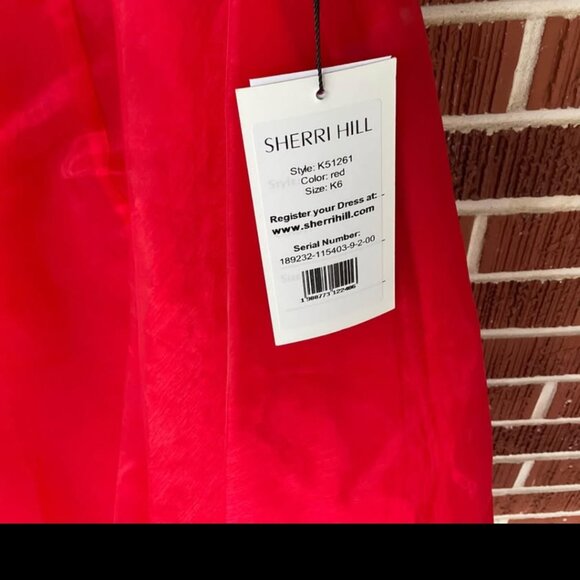 SHERRI HILL
Style: K51261
Color: red
Size: K6
Register your Dress at:
www.sherrihill.com
Serial Number:
189232-115403-9-2-00